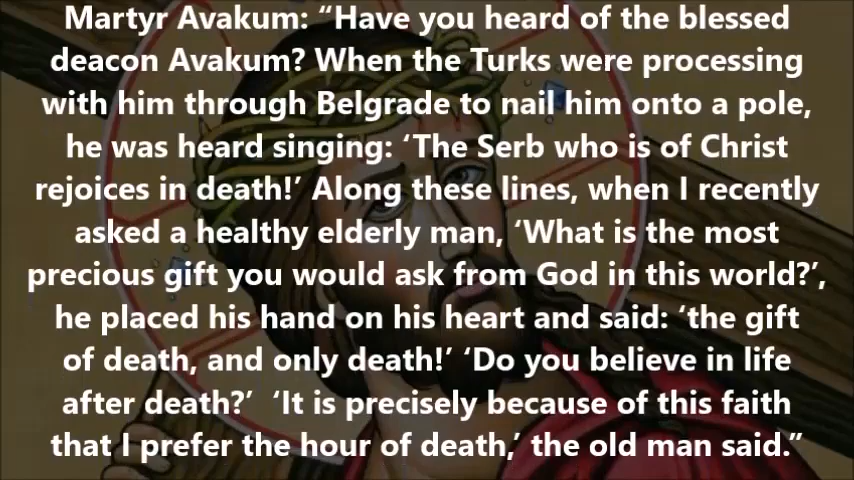 Martyr Avakum: “Have you heard of the blessed
deacon Avakum? When the Turks were processing
with him through Belgrade to nail him onto a pole,
he was heard singing: ‘The Serb who is of Christ
rejoices in death!’ Along these lines, when I recently
asked a healthy elderly man, ‘What is the most
precious gift you would ask from God in this world?’,
he placed his hand on his heart and said: ‘the gift
of death, and only death!’ ‘Do you believe in life
after death?’  ‘It is precisely because of this faith
that I prefer the hour of death,’ the old man said.”